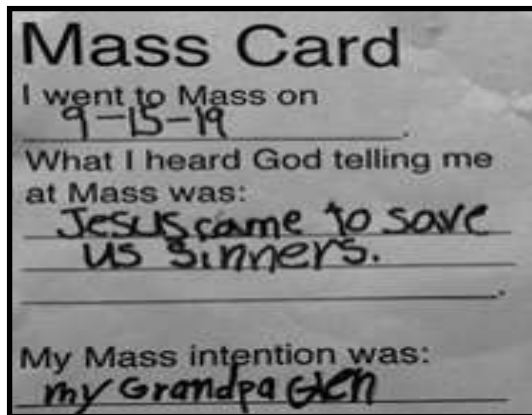 Mass Card
I went to Mass on
9-15-19.
What I heard God telling me
at Mass was:
Jesus came to save
us sinners.
.
My Mass intention was:
my Grandpa Glen